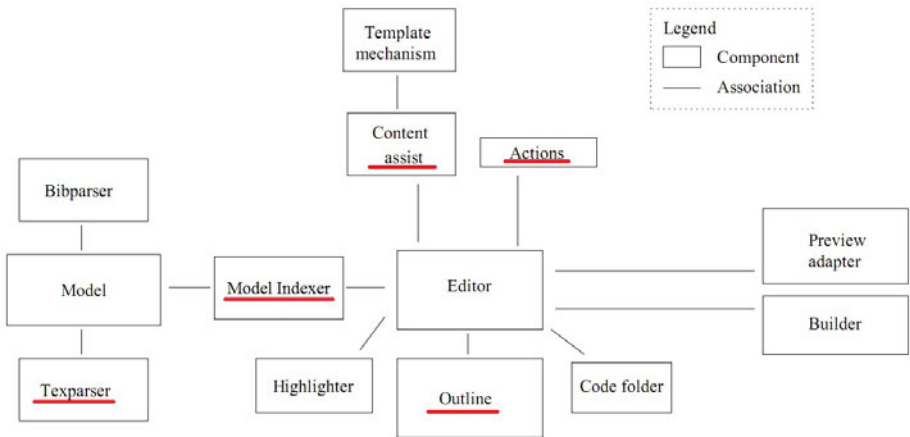 Template
mechanism
Legend
Component
Association
Content
assist
Actions
Bibparser
Preview
adapter
Model
Model Indexer
Editor
Builder
Texparser
Highlighter
Outline
Code folder